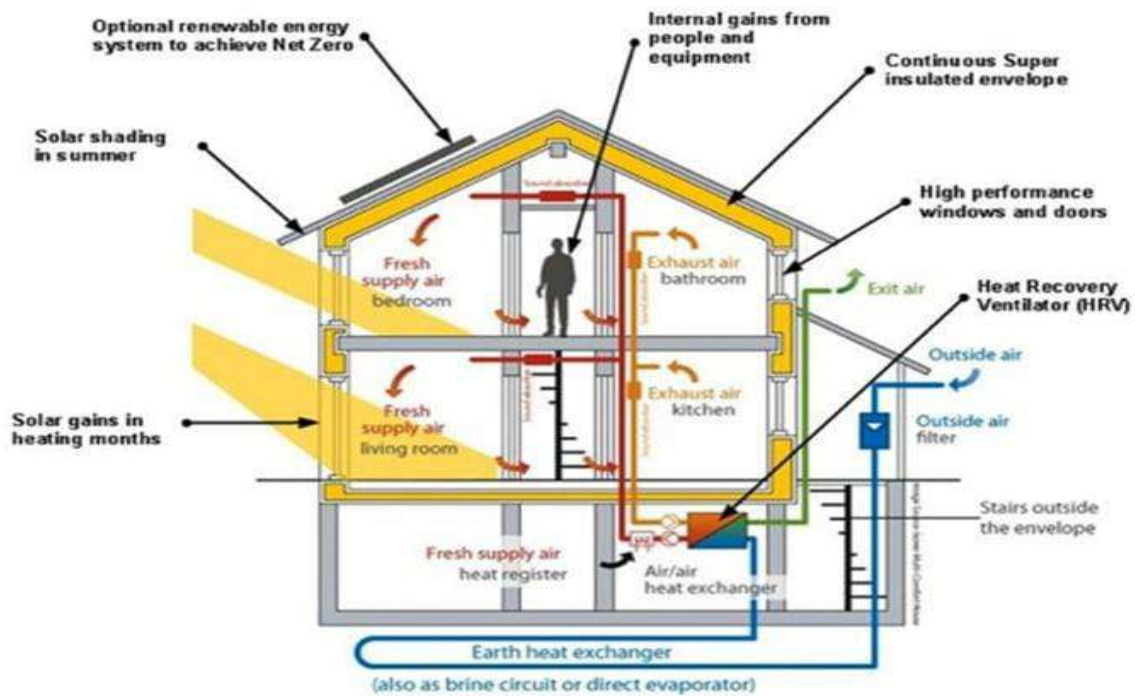 Optional renewable energy
system to achieve Net Zero
Internal gains from
people and
equipment
Continuous Super
insulated envelope
Solar shading
in summer
High performance
windows and doors
Fresh
supply air
bedroom
Exhaust air
bathroom
Exit air
Heat Recovery
Ventilator (HRV)
Outside air
Fresh
supply air
living room
Exhaust air
kitchen
Outside air
filter
Solar gains in
heating months
Stairs outside
the envelope
Fresh supply air
heat register
Air/air
heat exchanger
Earth heat exchanger
(also as brine circuit or direct evaporator)